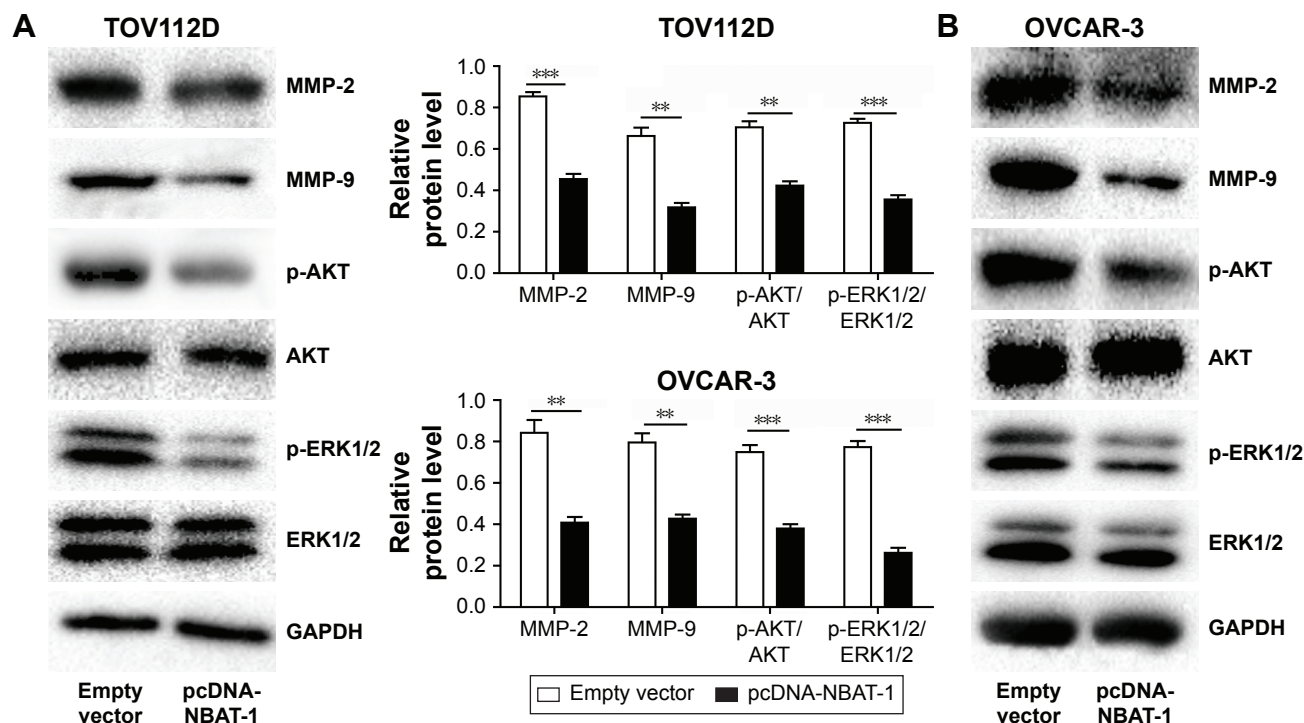 A
TOV112D
MMP-2
MMP-9
p-AKT
AKT
p-ERK1/2
ERK1/2
GAPDH
Empty
vector
pcDNA-
NBAT-1
TOV112D
Relative
protein level
1.0
0.8
0.6
0.4
0.2
0.0
***
**
**
***
MMP-2
MMP-9
p-AKT/
AKT
p-ERK1/2/
ERK1/2
OVCAR-3
Relative
protein level
1.0
0.8
0.6
0.4
0.2
0.0
**
**
***
***
MMP-2
MMP-9
p-AKT/
AKT
p-ERK1/2/
ERK1/2
Empty vector pcDNA-NBAT-1
B
OVCAR-3
MMP-2
MMP-9
p-AKT
AKT
p-ERK1/2
ERK1/2
GAPDH
Empty
vector
pcDNA-
NBAT-1